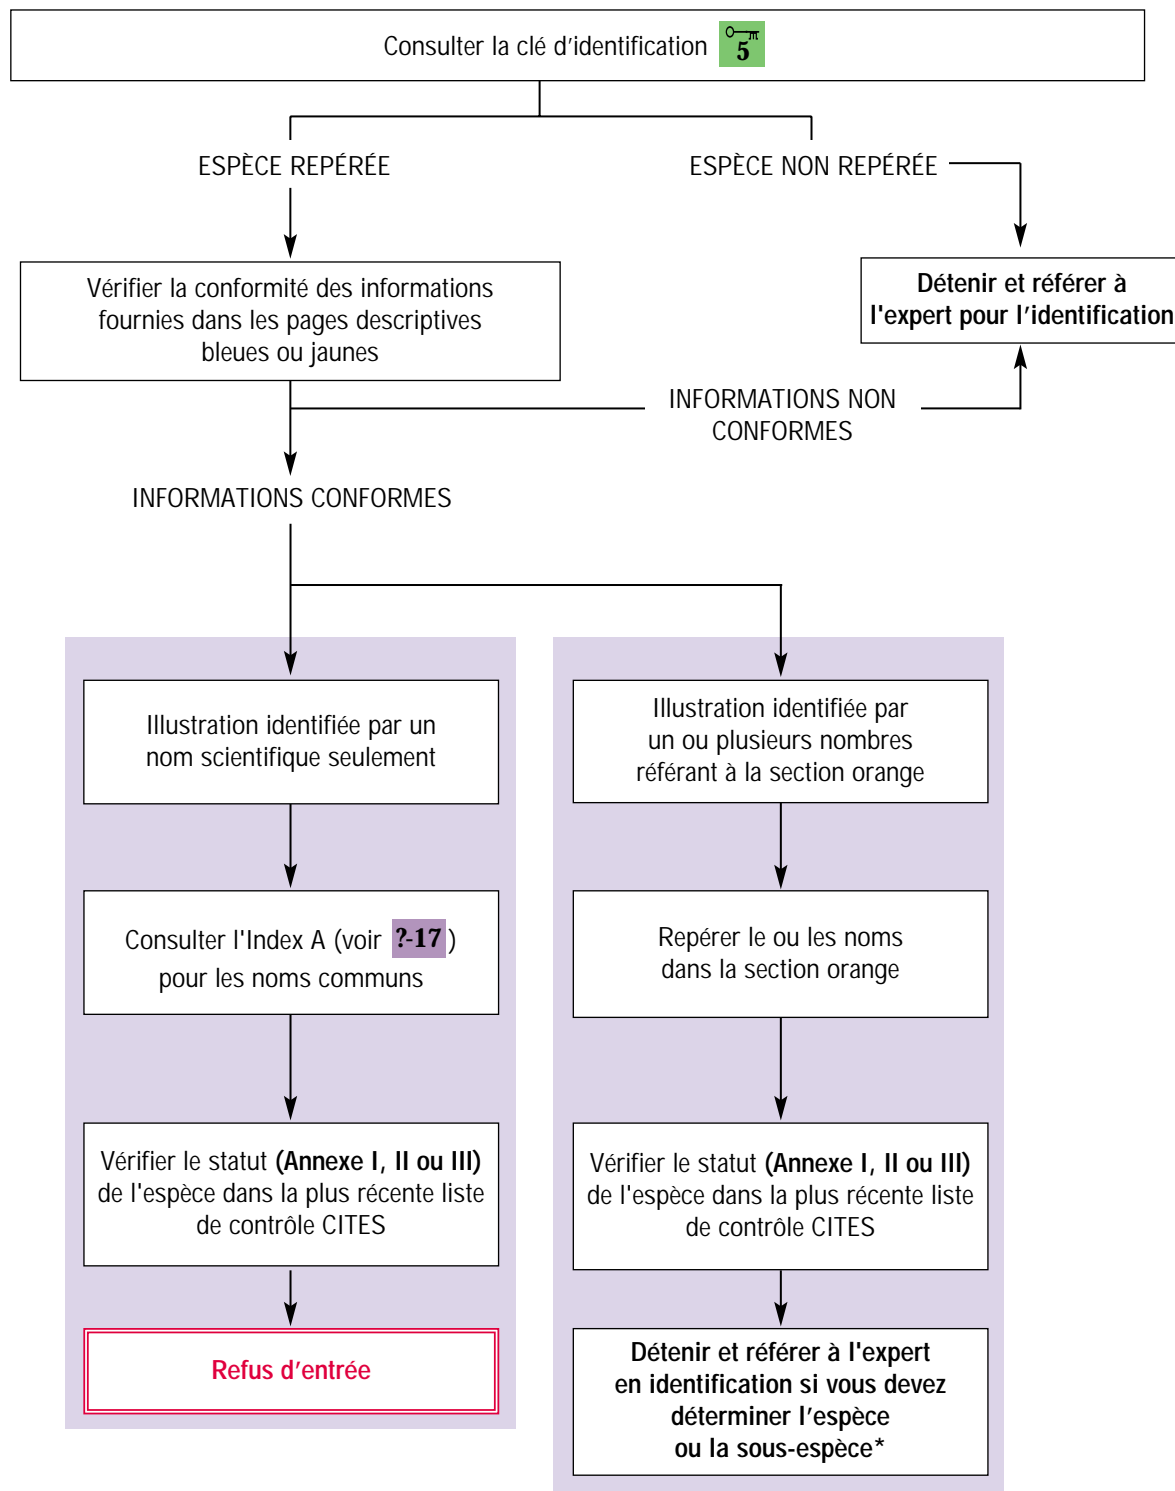 Consulter la clé d'identification 5
ESPÈCE REPÉRÉE
ESPÈCE NON REPÉRÉE
Vérifier la conformité des informations
fournies dans les pages descriptives
bleues ou jaunes
Détenir et référer à
l'expert pour l'identification
INFORMATIONS NON
CONFORMES
INFORMATIONS CONFORMES
Illustration identifiée par un
nom scientifique seulement
Consulter l'Index A (voir ?-17)
pour les noms communs
Vérifier le statut (Annexe I, II ou III)
de l'espèce dans la plus récente liste
de contrôle CITES
Refus d'entrée
Illustration identifiée par
un ou plusieurs nombres
référant à la section orange
Repérer le ou les noms
dans la section orange
Vérifier le statut (Annexe I, II ou III)
de l'espèce dans la plus récente liste
de contrôle CITES
Détenir et référer à l'expert
en identification si vous devez
déterminer l'espèce
ou la sous-espèce*